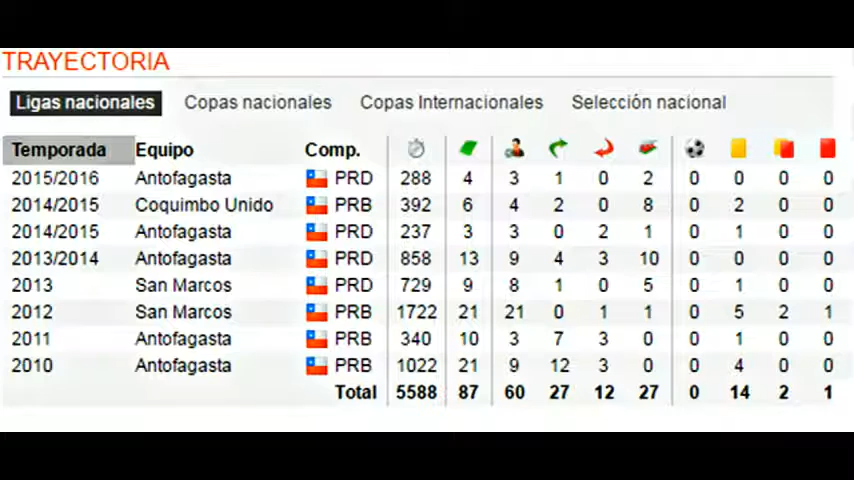 TRAYECTORIA
Ligas nacionales Copas nacionales Copas Internacionales Selección nacional
Temporada Equipo Comp.
2015/2016 Antofagasta PRD 288 4 3 1 0 2 0 0 0 0
2014/2015 Coquimbo Unido PRB 392 6 4 2 0 8 0 2 0 0
2014/2015 Antofagasta PRD 237 3 3 0 2 1 0 1 0 0
2013/2014 Antofagasta PRD 858 13 9 4 3 10 0 0 0 0
2013 San Marcos PRD 729 9 8 1 0 5 0 1 0 0
2012 San Marcos PRB 1722 21 21 0 1 1 0 5 2 1
2011 Antofagasta PRB 340 10 3 7 3 0 0 1 0 0
2010 Antofagasta PRB 1022 21 9 12 3 0 0 4 0 0
Total 5588 87 60 27 12 27 0 14 2 1